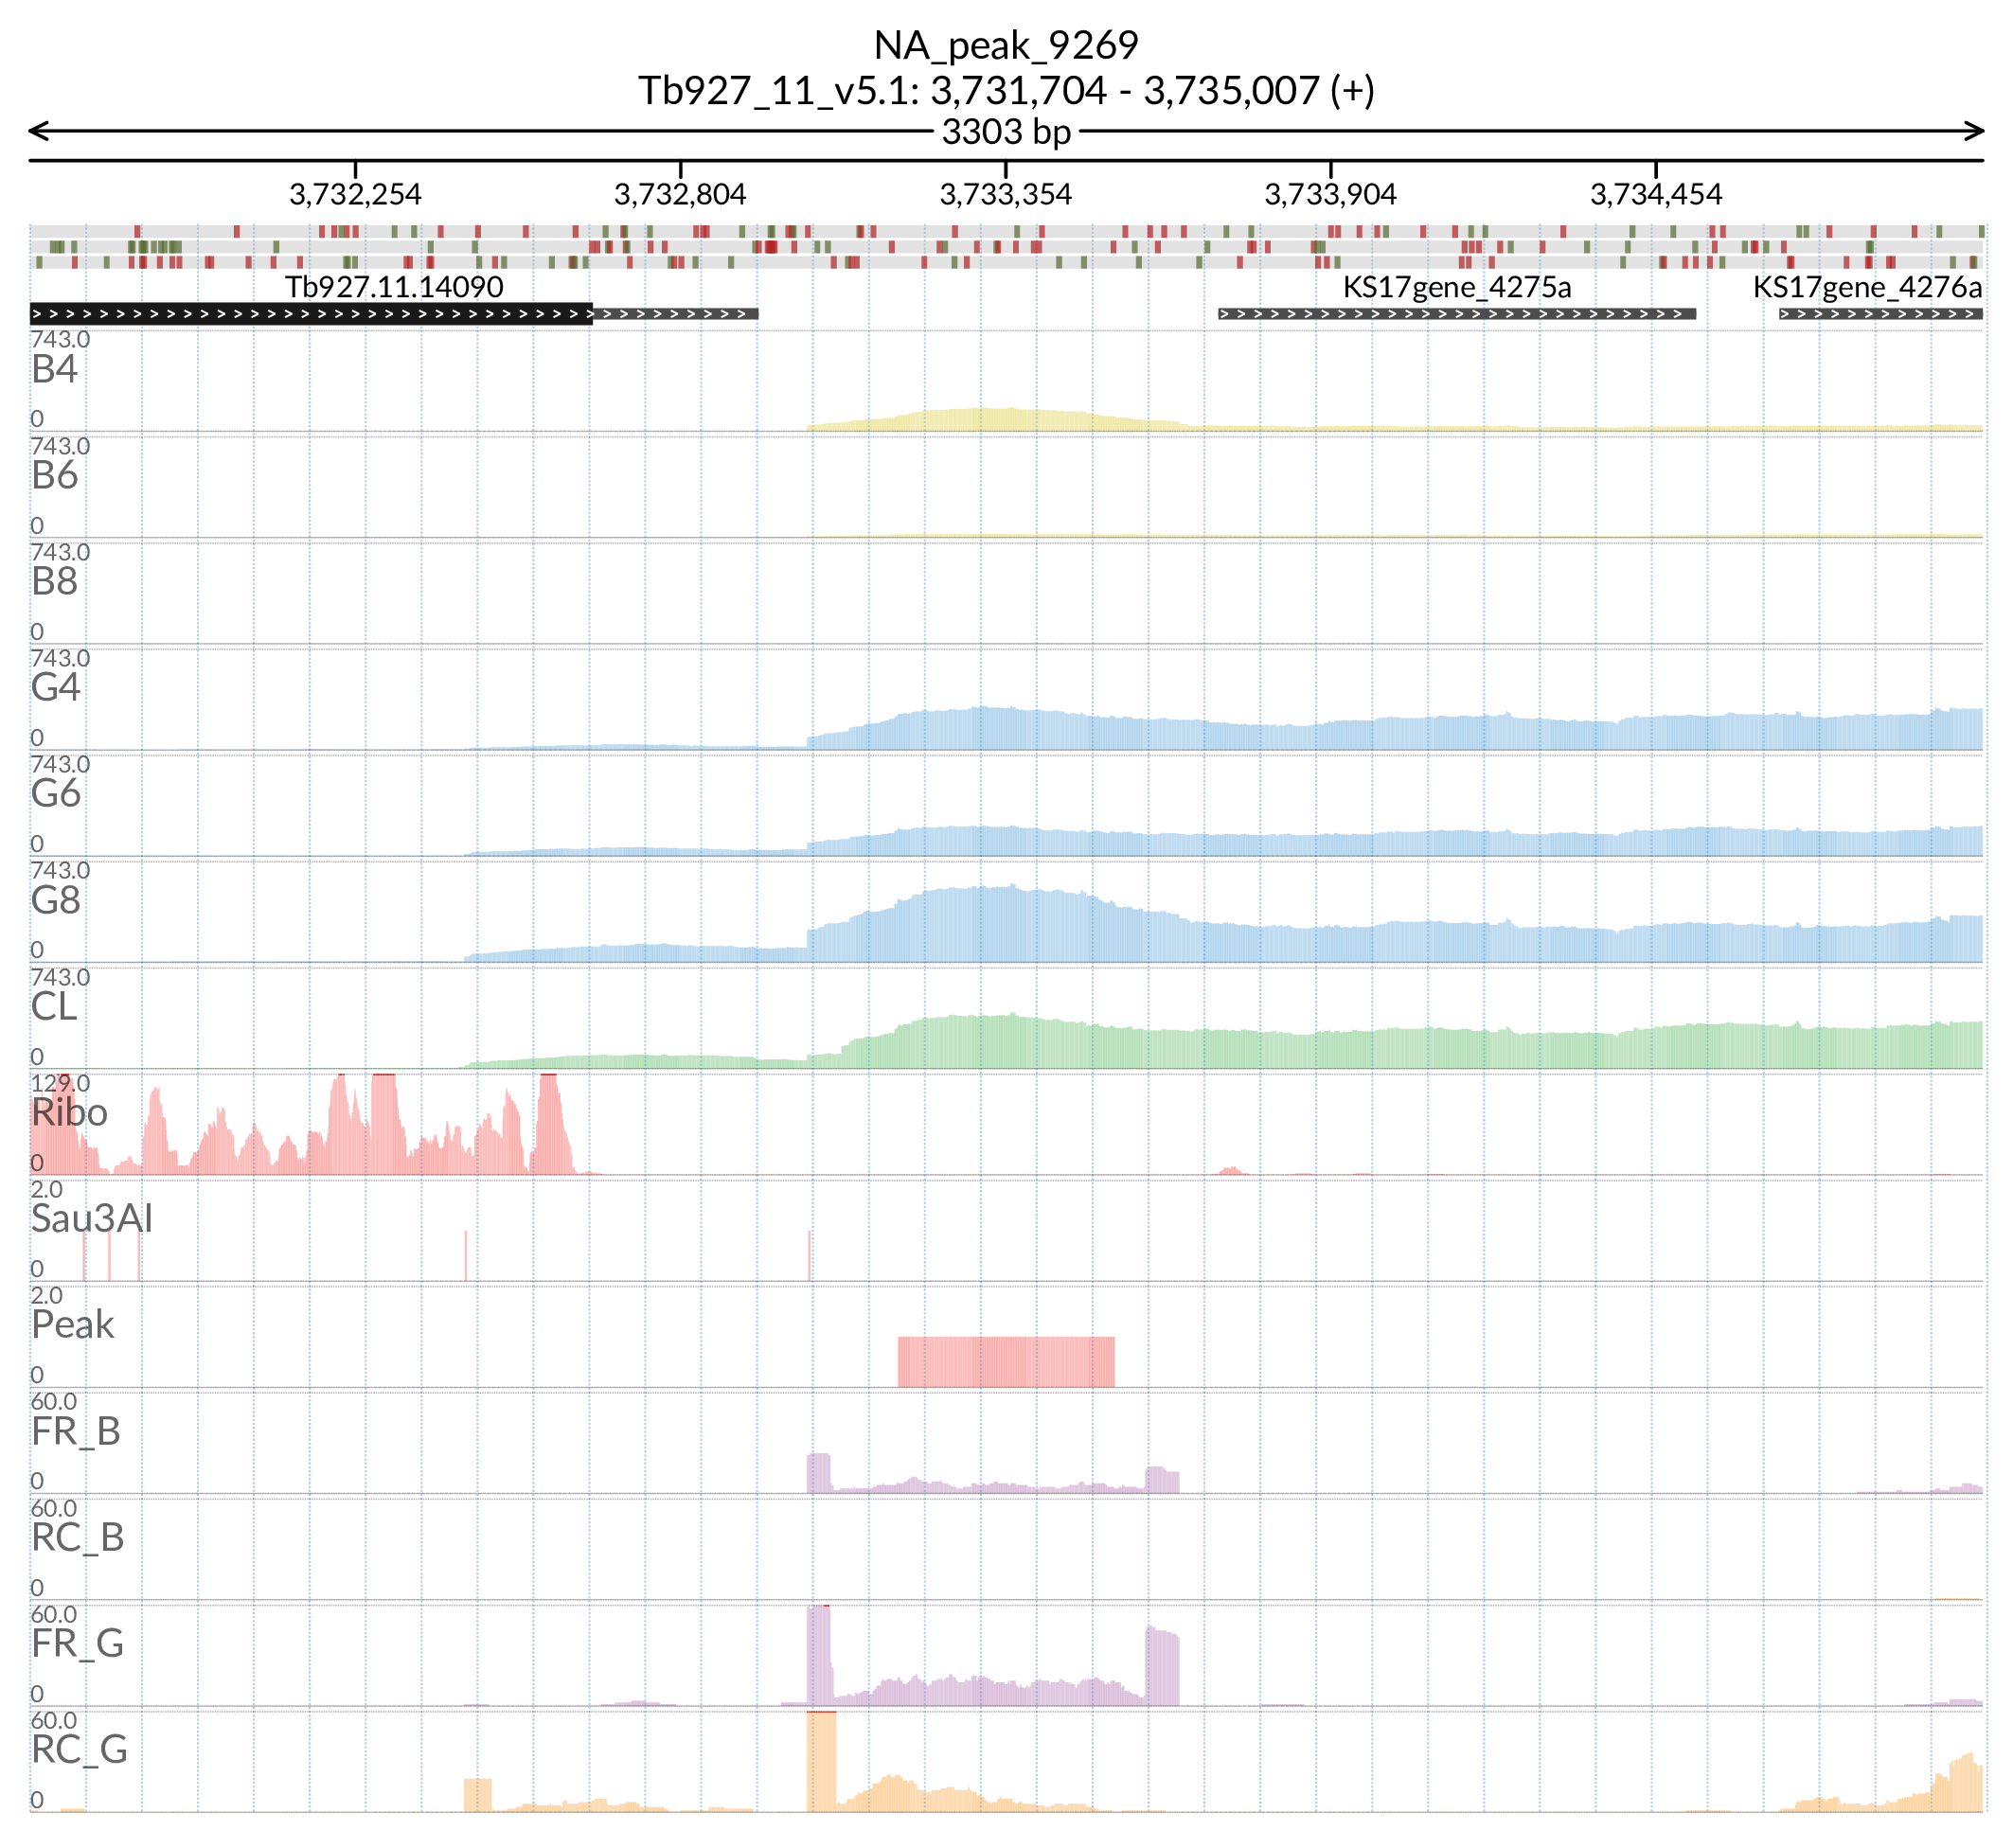 NA_peak_9269
Tb927_11_v5.1: 3,731,704 - 3,735,007 (+)
3303 bp
3,732,254 3,732,804 3,733,354 3,733,904 3,734,454
Tb927.11.14090 KS17gene_4275a KS17gene_4276a
743.0
B4
0
743.0
B6
0
743.0
B8
0
743.0
G4
0
743.0
G6
0
743.0
G8
0
743.0
CL
0
129.0
Ribo
0
2.0
Sau3AI
0
2.0
Peak
0
60.0
FR_B
0
60.0
RC_B
0
60.0
FR_G
0
60.0
RC_G
0